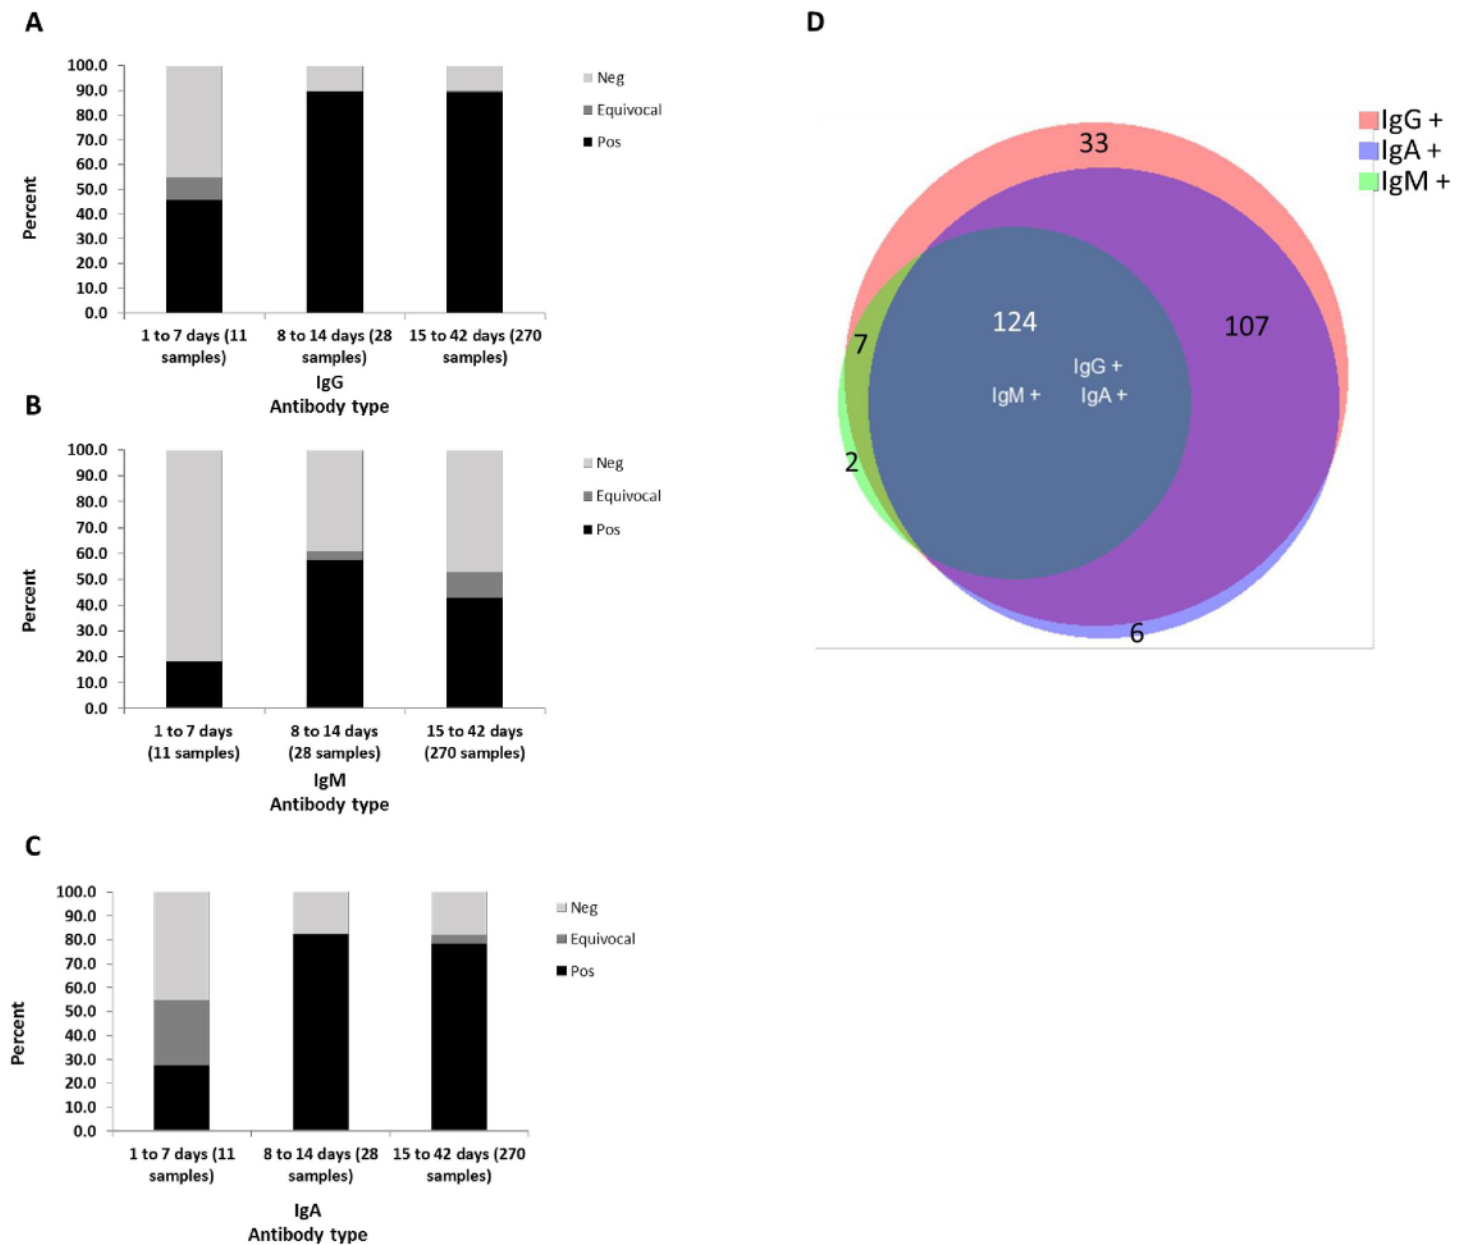 A
100.0
90.0
80.0
70.0
60.0
50.0
40.0
30.0
20.0
10.0
0.0
Percent
Neg
Equivocal
Pos
1 to 7 days (11
samples)
8 to 14 days (28
samples)
15 to 42 days (270
samples)
IgG
Antibody type
B
100.0
90.0
80.0
70.0
60.0
50.0
40.0
30.0
20.0
10.0
0.0
Percent
Neg
Equivocal
Pos
1 to 7 days
(11 samples)
8 to 14 days
(28 samples)
15 to 42 days
(270 samples)
IgM
Antibody type
C
100.0
90.0
80.0
70.0
60.0
50.0
40.0
30.0
20.0
10.0
0.0
Percent
Neg
Equivocal
Pos
1 to 7 days (11
samples)
8 to 14 days (28
samples)
15 to 42 days (270
samples)
IgA
Antibody type
D
IgG +
IgA +
IgM +
33
124
107
7
IgG +
IgM + IgA +
2
6